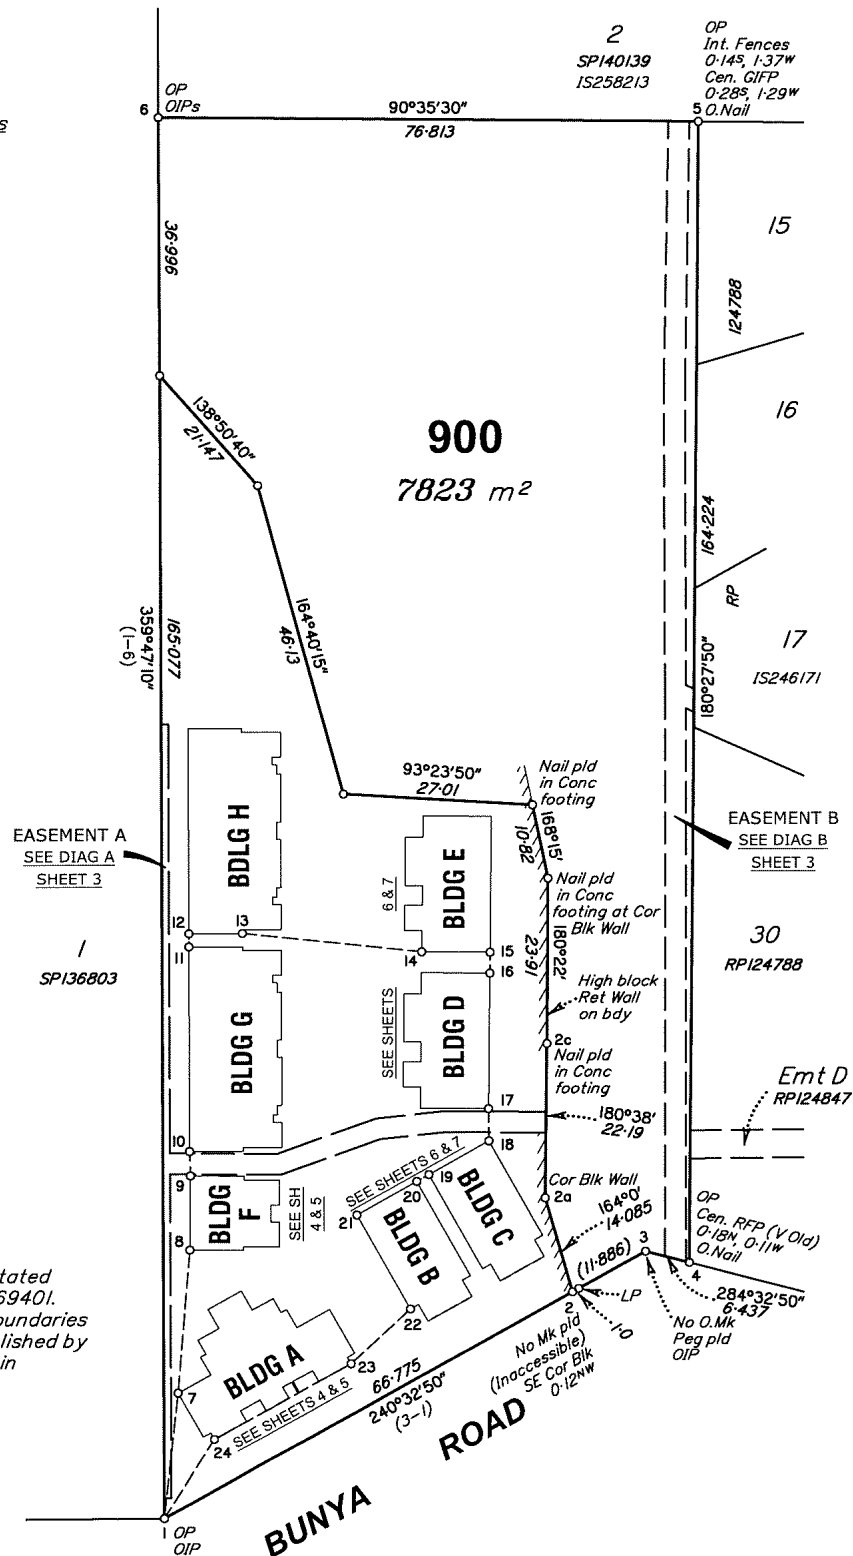 2
SP140139
IS258213
OP
Int. Fences
0·14S, 1·37W
Cen. GIFP
0·28S, 1·29W
O.Nail
5
OP
OIPs
6
90°35'30"
76·813
s
36·996
15
124788
138°50'40"
21·147
900
7823 m²
16
164·224
RP
164°40'15"
46·13
165·077
359°47'10"
(1-6)
17
IS246171
180°27'50"
93°23'50"
27·01
Nail pld
in Conc
footing
168°15'
10·82
EASEMENT A
SEE DIAG A
SHEET 3
BDLG H
6 & 7
BLDG E
EASEMENT B
SEE DIAG B
SHEET 3
Nail pld
in Conc
footing at Cor
Blk Wall
180°22'
23·91
12
13
11
14
15
16
1
SP136803
30
RP124788
High block
Ret Wall
on bdy
BLDG G
SEE SHEETS
BLDG D
2c
Nail pld
in Conc
footing
Emt D
RP124847
17
180°38'
22·19
10
18
9
SEE SHEETS 6 & 7
19
20
21
Cor Blk Wall
2a
BLDG
F
SEE SH
4 & 5
BLDG C
BLDG B
164°0'
14·085
OP
Cen. RFP (V Old)
0·18N, 0·11W
O.Nail
8
3
4
(11·886)
284°32'50"
6·437
tated
69401.
oundaries
lished by
in
2
LP
1·0
No O.Mk
Peg pld
OIP
22
BLDG A
23
No Mk pld
(Inaccessible)
SE Cor Blk
0·12NW
66·775
240°32'50"
(3-1)
7
SEE SHEETS 4 & 5
24
BUNYA ROAD
1
OP
OIP